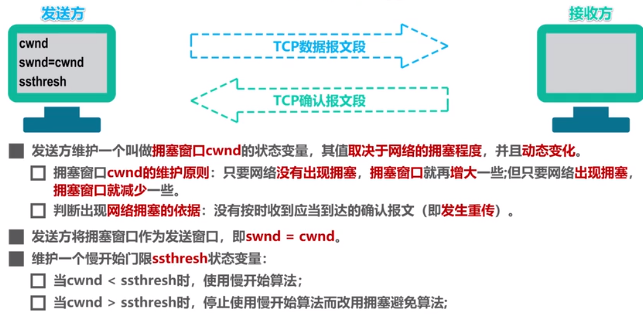 发送方
接收方
cwnd
swnd=cwnd
ssthresh
TCP数据报文段
TCP确认报文段
发送方维护一个叫做拥塞窗口cwnd的状态变量，其值取决于网络的拥塞程度，并且动态变化。
拥塞窗口cwnd的维护原则：只要网络没有出现拥塞，拥塞窗口就再增大一些;但只要网络出现拥塞，
拥塞窗口就减少一些。
判断出现网络拥塞的依据：没有按时收到应当到达的确认报文（即发生重传）。
发送方将拥塞窗口作为发送窗口，即swnd = cwnd。
维护一个慢开始门限ssthresh状态变量：
当cwnd < ssthresh时，使用慢开始算法；
当cwnd > ssthresh时，停止使用慢开始算法而改用拥塞避免算法；